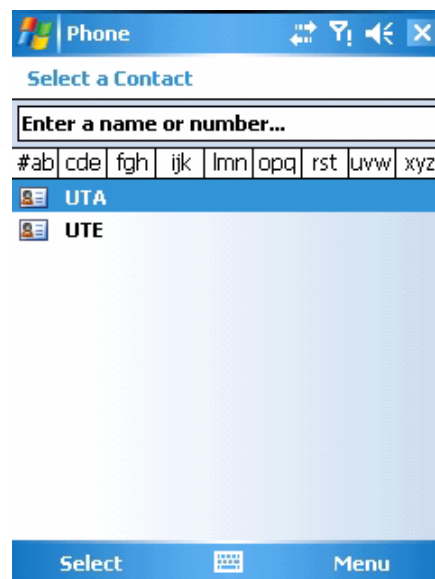 Phone
Select a Contact
Enter a name or number...
#ab cde fgh ijk lmn opq rst uvw xyz
UTA
UTE
Select Menu